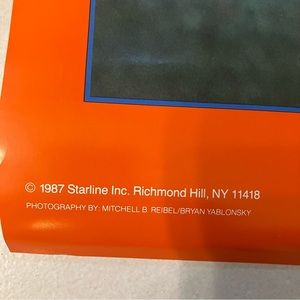 © 1987 Starline Inc. Richmond Hill, NY 11418
PHOTOGRAPHY BY: MITCHELL B. REIBEL/BRYAN YABLONSKY